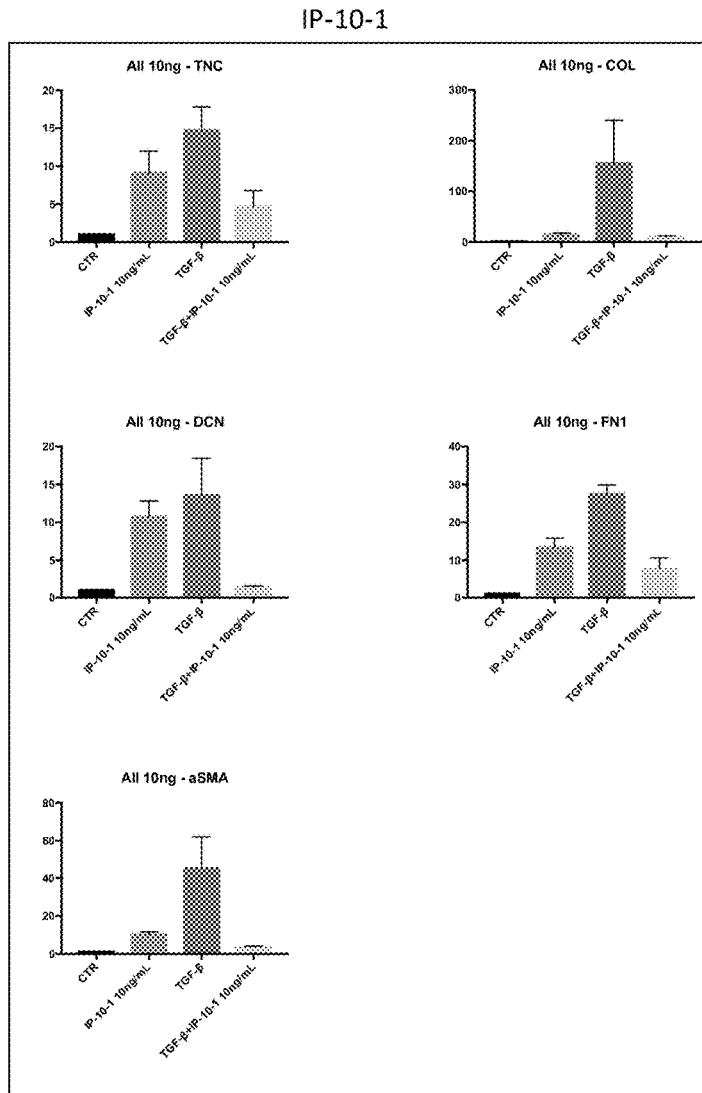 IP-10-1
All 10ng - TNC
20
15
10
5
0
CTR
IP-10-1 10ng/mL
TGF-β
TGF-β+IP-10-1 10ng/mL
All 10ng - COL
300
200
100
0
CTR
IP-10-1 10ng/mL
TGF-β
TGF-β+IP-10-1 10ng/mL
All 10ng - DCN
20
15
10
5
0
CTR
IP-10-1 10ng/mL
TGF-β
TGF-β+IP-10-1 10ng/mL
All 10ng - FN1
40
30
20
10
0
CTR
IP-10-1 10ng/mL
TGF-β
TGF-β+IP-10-1 10ng/mL
All 10ng - aSMA
80
60
40
20
0
CTR
IP-10-1 10ng/mL
TGF-β
TGF-β+IP-10-1 10ng/mL